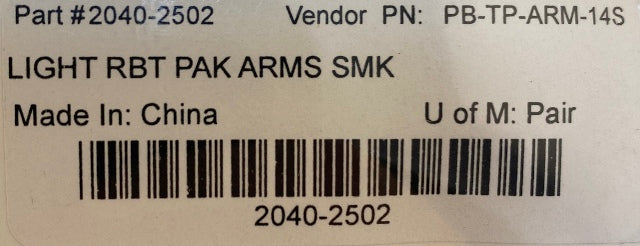 Part #2040-2502 Vendor PN: PB-TP-ARM-14S
LIGHT RBT PAK ARMS SMK
Made In: China U of M: Pair
2040-2502